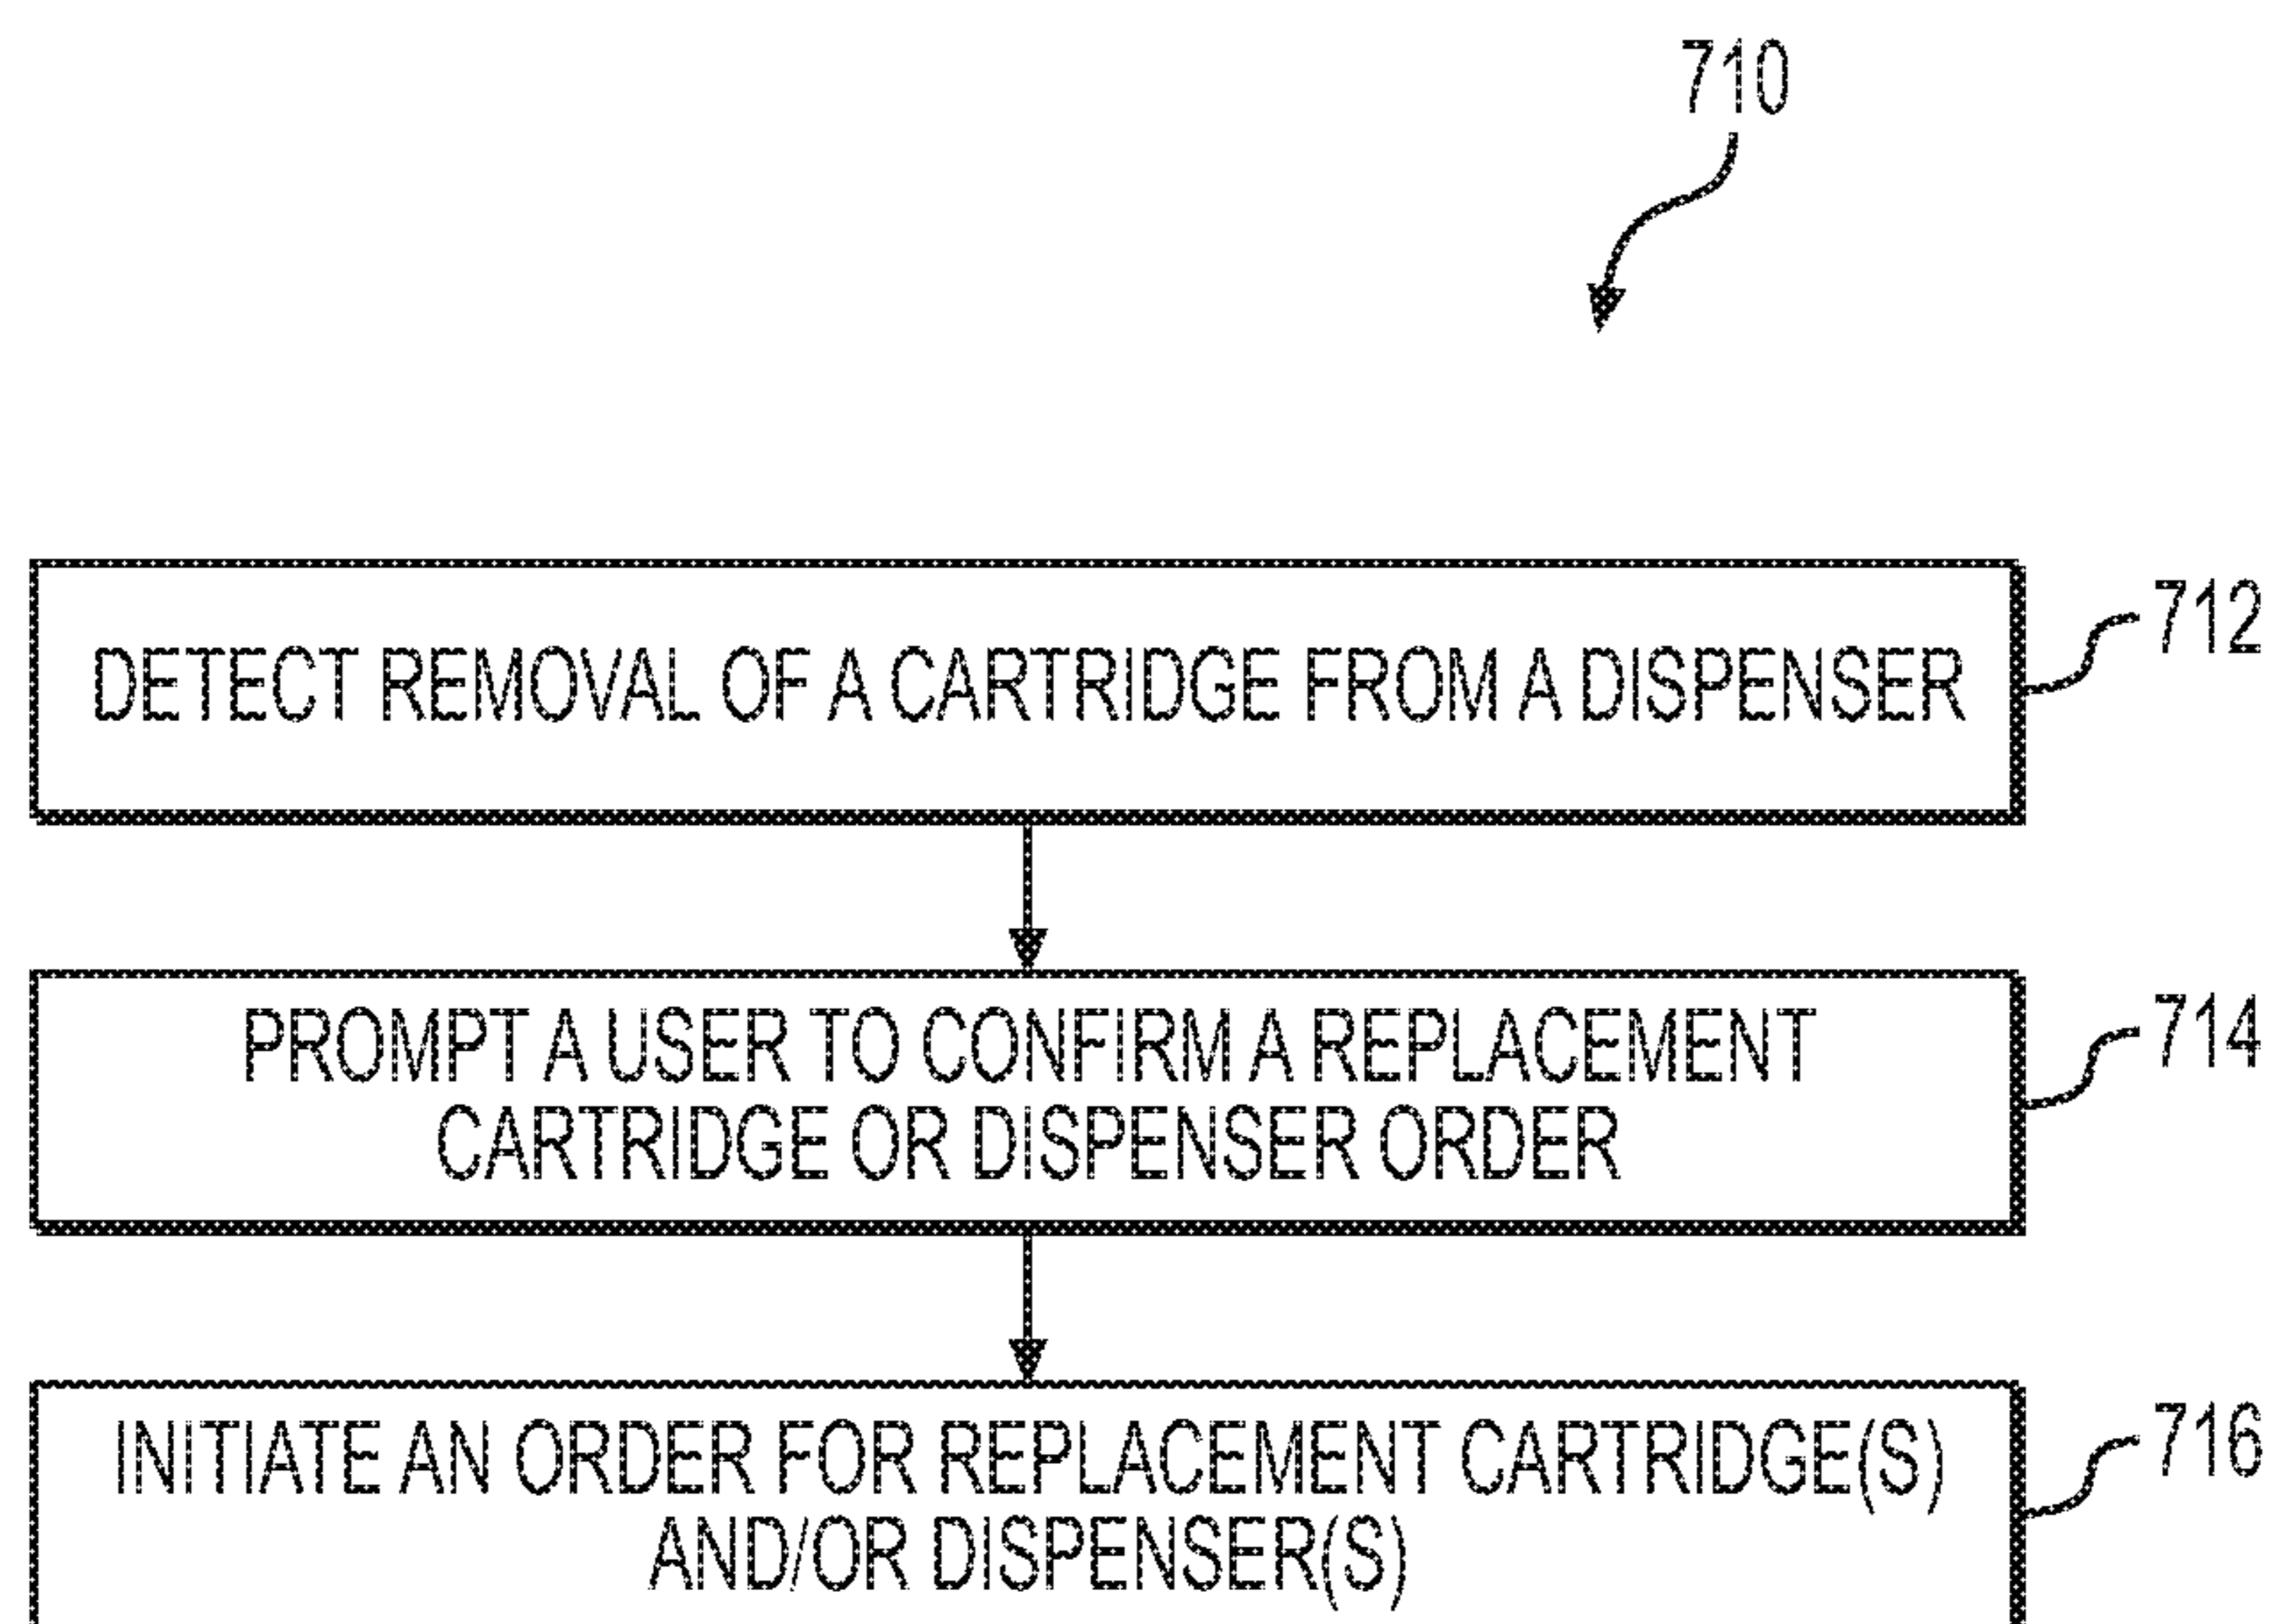 710
DETECT REMOVAL OF A CARTRIDGE FROM A DISPENSER
712
PROMPT A USER TO CONFIRM A REPLACEMENT
CARTRIDGE OR DISPENSER ORDER
714
INITIATE AN ORDER FOR REPLACEMENT CARTRIDGE(S)
AND/OR DISPENSER(S)
716